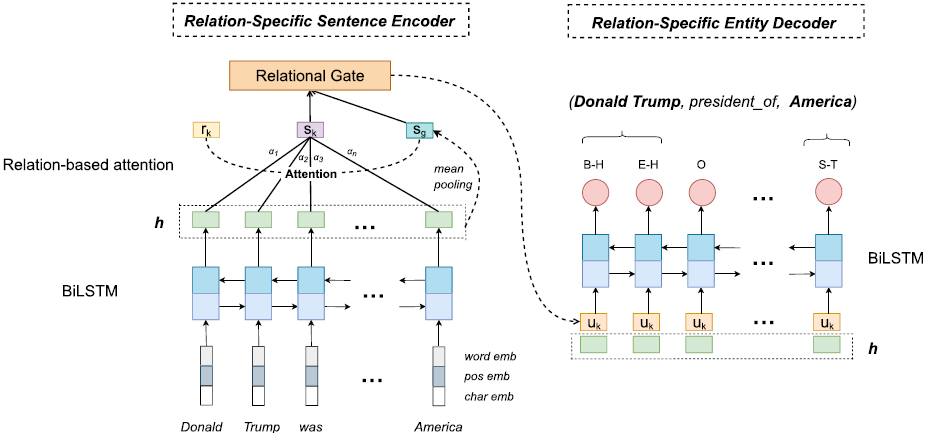 Relation-Specific Sentence Encoder
Relational Gate
r_k
s_k
s_g
α_1
α_2
α_3
α_n
Relation-based attention
Attention
mean
pooling
h
...
BiLSTM
...
word emb
pos emb
char emb
...
Donald Trump was America
Relation-Specific Entity Decoder
(Donald Trump, president_of, America)
B-H E-H O S-T
...
BiLSTM
...
u_k u_k u_k ... u_k
h